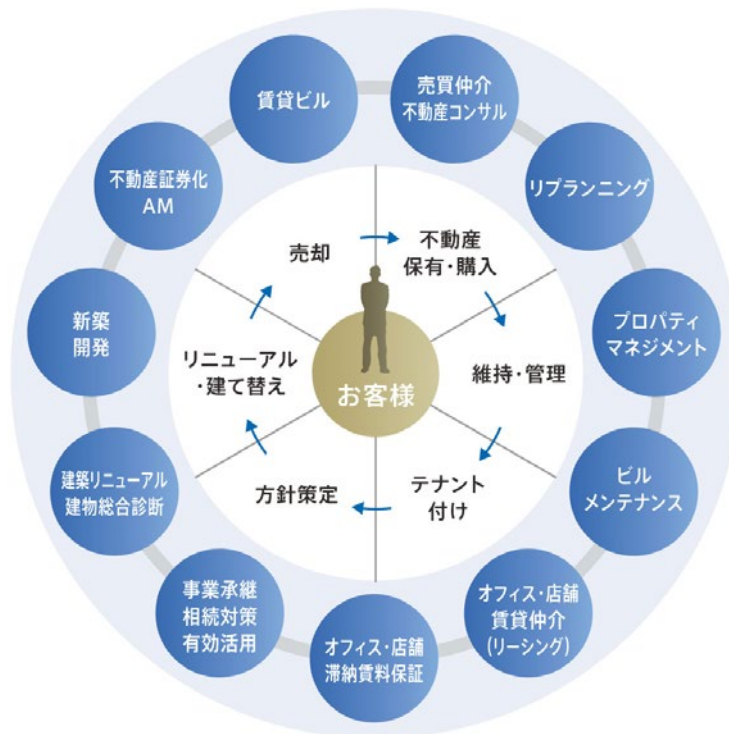 賃貸ビル
売買仲介
不動産コンサル
リプランニング
プロパティ
マネジメント
ビル
メンテナンス
オフィス・店舗
賃貸仲介
(リーシング)
オフィス・店舗
滞納賃料保証
事業承継
相続対策
有効活用
建築リニューアル
建物総合診断
新築
開発
不動産証券化
AM
不動産
保有・購入
維持・管理
テナント
付け
方針策定
リニューアル
・建て替え
売却
お客様